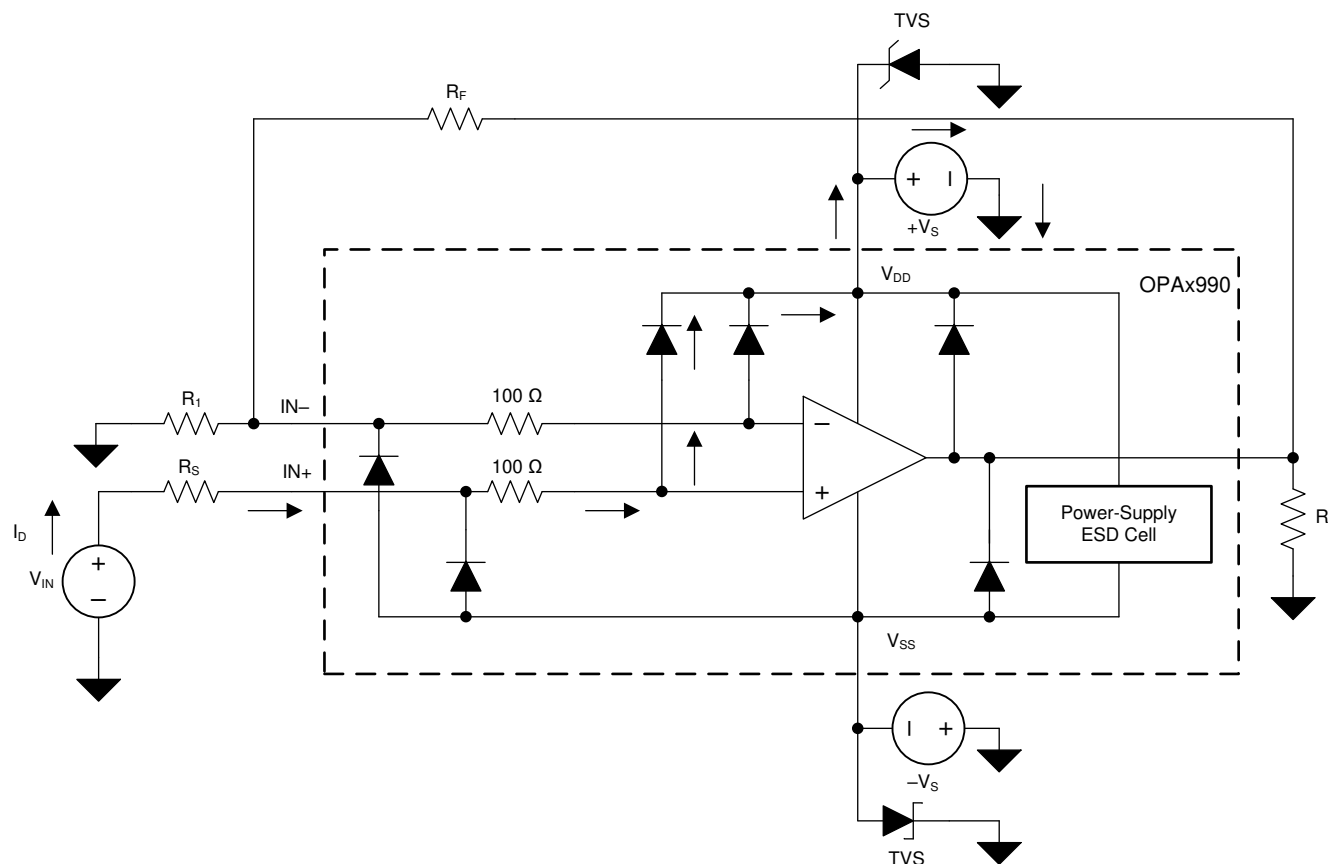 TVS
RF
+ I
+VS
VDD
OPAx990
R1
IN–
100 Ω
–
RS
IN+
100 Ω
+
Power-Supply
ESD Cell
R
ID
VIN
+
–
VSS
I +
–VS
TVS